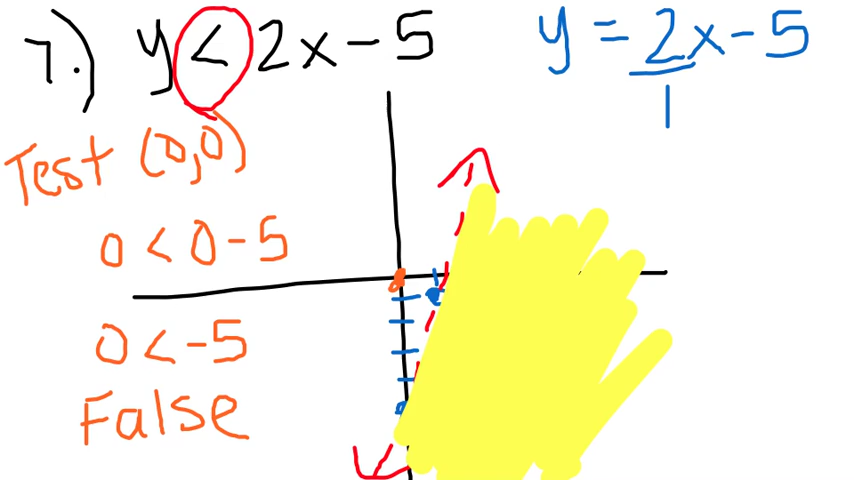 7.) y < 2x - 5
y = 2x - 5
1
Test (0,0)
0 < 0 - 5
0 < -5
False